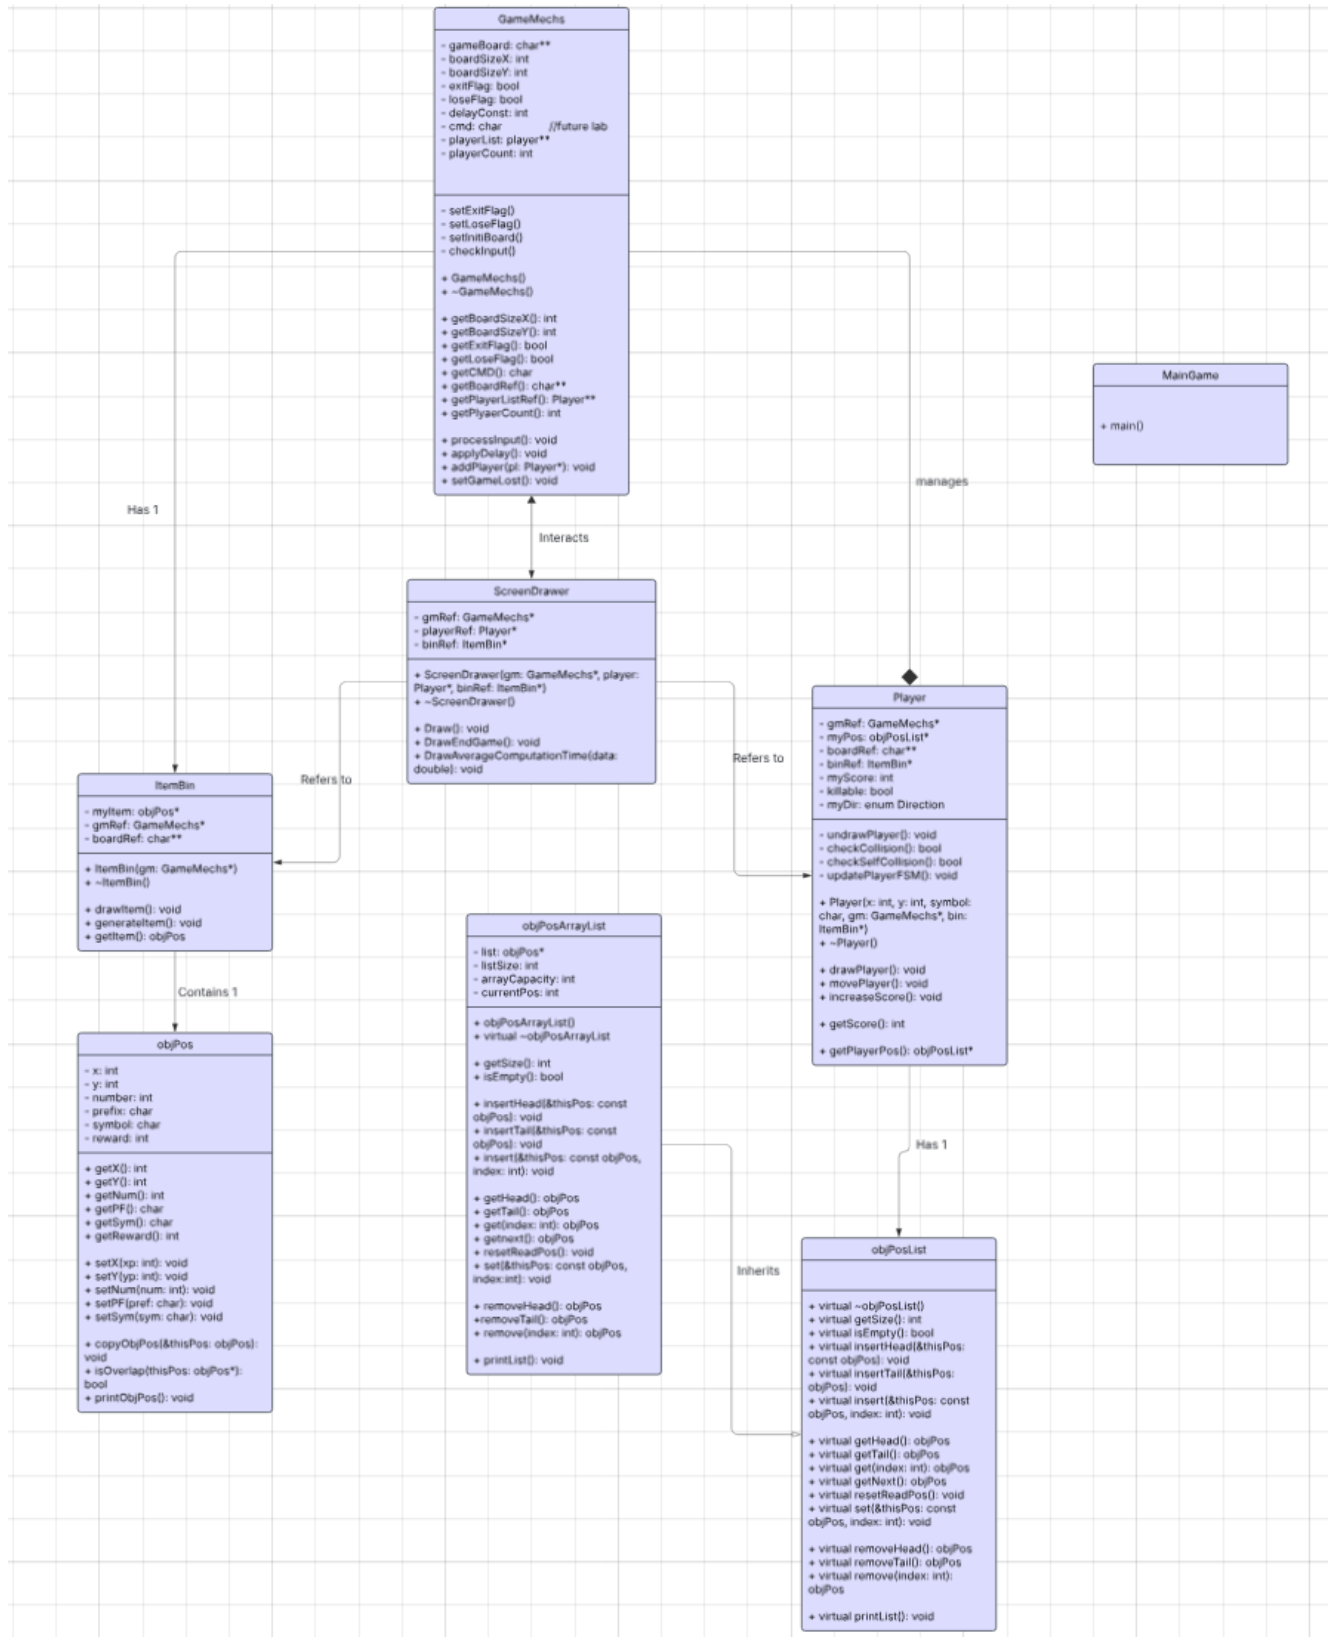 GameMechs
- gameBoard: char**
- boardSizeX: int
- boardSizeY: int
- exitFlag: bool
- loseFlag: bool
- delayConst: int
- cmd: char //future lab
- playerList: player**
- playerCount: int
- setExitFlag()
- setLoseFlag()
- setInitiBoard()
- checkInput()
+ GameMechs()
+ ~GameMechs()
+ getBoardSizeX(): int
+ getBoardSizeY(): int
+ getExitFlag(): bool
+ getLoseFlag(): bool
+ getCMD(): char
+ getBoardRef(): char**
+ getPlayerListRef(): Player**
+ getPlyaerCount(): int
+ processInput(): void
+ applyDelay(): void
+ addPlayer(pl: Player*): void
+ setGameLost(): void
MainGame
+ main()
manages
Has 1
Interacts
ScreenDrawer
- gmRef: GameMechs*
- playerRef: Player*
- binRef: ItemBin*
+ ScreenDrawer(gm: GameMechs*, player:
Player*, binRef: ItemBin*)
+ ~ScreenDrawer()
+ Draw(): void
+ DrawEndGame(): void
+ DrawAverageComputationTime(data:
double): void
Refers to
Refers to
Player
- gmRef: GameMechs*
- myPos: objPosList*
- boardRef: char**
- binRef: ItemBin*
- myScore: int
- killable: bool
- myDir: enum Direction
- undrawPlayer(): void
- checkCollision(): bool
- checkSelfCollision(): bool
- updatePlayerFSM(): void
+ Player(x: int, y: int, symbol:
char, gm: GameMechs*, bin:
ItemBin*)
+ ~Player()
+ drawPlayer(): void
+ movePlayer(): void
+ increaseScore(): void
+ getScore(): int
+ getPlayerPos(): objPosList*
ItemBin
- myItem: objPos*
- gmRef: GameMechs*
- boardRef: char**
+ ItemBin(gm: GameMechs*)
+ ~ItemBin()
+ drawItem(): void
+ generateItem(): void
+ getItem(): objPos
Contains 1
objPos
- x: int
- y: int
- number: int
- prefix: char
- symbol: char
- reward: int
+ getX(): int
+ getY(): int
+ getNum(): int
+ getPF(): char
+ getSym(): char
+ getReward(): int
+ setX(xp: int): void
+ setY(yp: int): void
+ setNum(num: int): void
+ setPF(pref: char): void
+ setSym(sym: char): void
+ copyObjPos(&thisPos: objPos):
void
+ isOverlap(thisPos: objPos*):
bool
+ printObjPos(): void
objPosArrayList
- list: objPos*
- listSize: int
- arrayCapacity: int
- currentPos: int
+ objPosArrayList()
+ virtual ~objPosArrayList
+ getSize(): int
+ isEmpty(): bool
+ insertHead(&thisPos: const
objPos): void
+ insertTail(&thisPos: const
objPos): void
+ insert(&thisPos: const objPos,
index: int): void
+ getHead(): objPos
+ getTail(): objPos
+ get(index: int): objPos
+ getnext(): objPos
+ resetReadPos(): void
+ set(&thisPos: const objPos,
index:int): void
+ removeHead(): objPos
+removeTail(): objPos
+ remove(index: int): objPos
+ printList(): void
Has 1
Inherits
objPosList
+ virtual ~objPosList()
+ virtual getSize(): int
+ virtual isEmpty(): bool
+ virtual insertHead(&thisPos:
const objPos): void
+ virtual insertTail(&thisPos:
objPos): void
+ virtual insert(&thisPos: const
objPos, index: int): void
+ virtual getHead(): objPos
+ virtual getTail(): objPos
+ virtual get(index: int): objPos
+ virtual getNext(): objPos
+ virtual resetReadPos(): void
+ virtual set(&thisPos: const
objPos, index: int): void
+ virtual removeHead(): objPos
+ virtual removeTail(): objPos
+ virtual remove(index: int):
objPos
+ virtual printList(): void